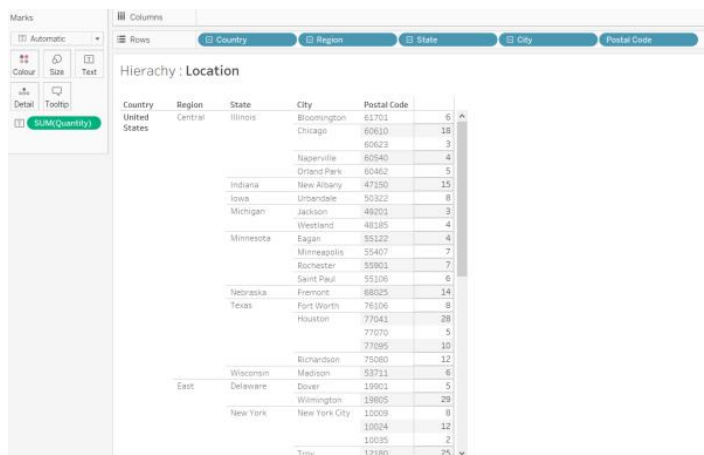 Marks
Columns
Automatic
Rows Country Region State City Postal Code
Colour Size Text
Hierachy : Location
Detail Tooltip
Country Region State City Postal Code
SUM(Quantity)
United States Central Illinois Bloomington 61701 6
Chicago 60610 18
60623 3
Naperville 60540 4
Orland Park 60462 5
Indiana New Albany 47150 15
Iowa Urbandale 50322 8
Michigan Jackson 49201 3
Westland 48185 4
Minnesota Eagan 55122 4
Minneapolis 55407 7
Rochester 55901 7
Saint Paul 55106 6
Nebraska Fremont 68025 14
Texas Fort Worth 76106 8
Houston 77041 28
77070 5
77095 10
Richardson 75080 12
Wisconsin Madison 53711 6
East Delaware Dover 19901 5
Wilmington 19805 29
New York New York City 10009 8
10024 12
10035 2
Troy 12180 25